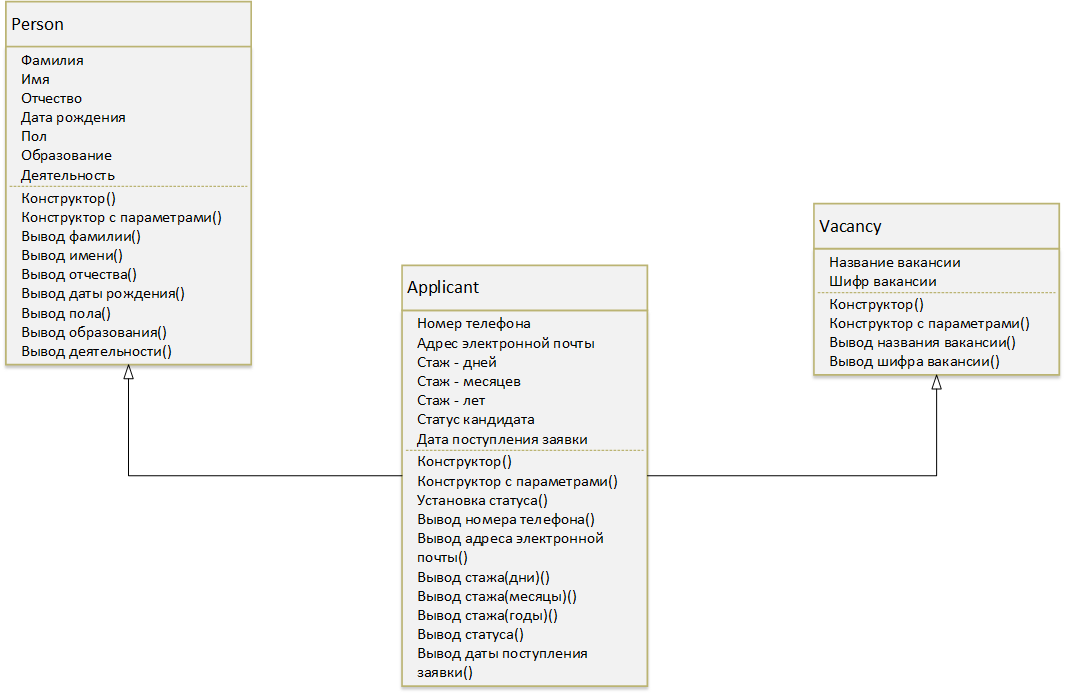 Person
Фамилия
Имя
Отчество
Дата рождения
Пол
Образование
Деятельность
Конструктор()
Конструктор с параметрами()
Вывод фамилии()
Вывод имени()
Вывод отчества()
Вывод даты рождения()
Вывод пола()
Вывод образования()
Вывод деятельности()
Applicant
Номер телефона
Адрес электронной почты
Стаж - дней
Стаж - месяцев
Стаж - лет
Статус кандидата
Дата поступления заявки
Конструктор()
Конструктор с параметрами()
Установка статуса()
Вывод номера телефона()
Вывод адреса электронной
почты()
Вывод стажа(дни)()
Вывод стажа(месяцы)()
Вывод стажа(годы)()
Вывод статуса()
Вывод даты поступления
заявки()
Vacancy
Название вакансии
Шифр вакансии
Конструктор()
Конструктор с параметрами()
Вывод названия вакансии()
Вывод шифра вакансии()